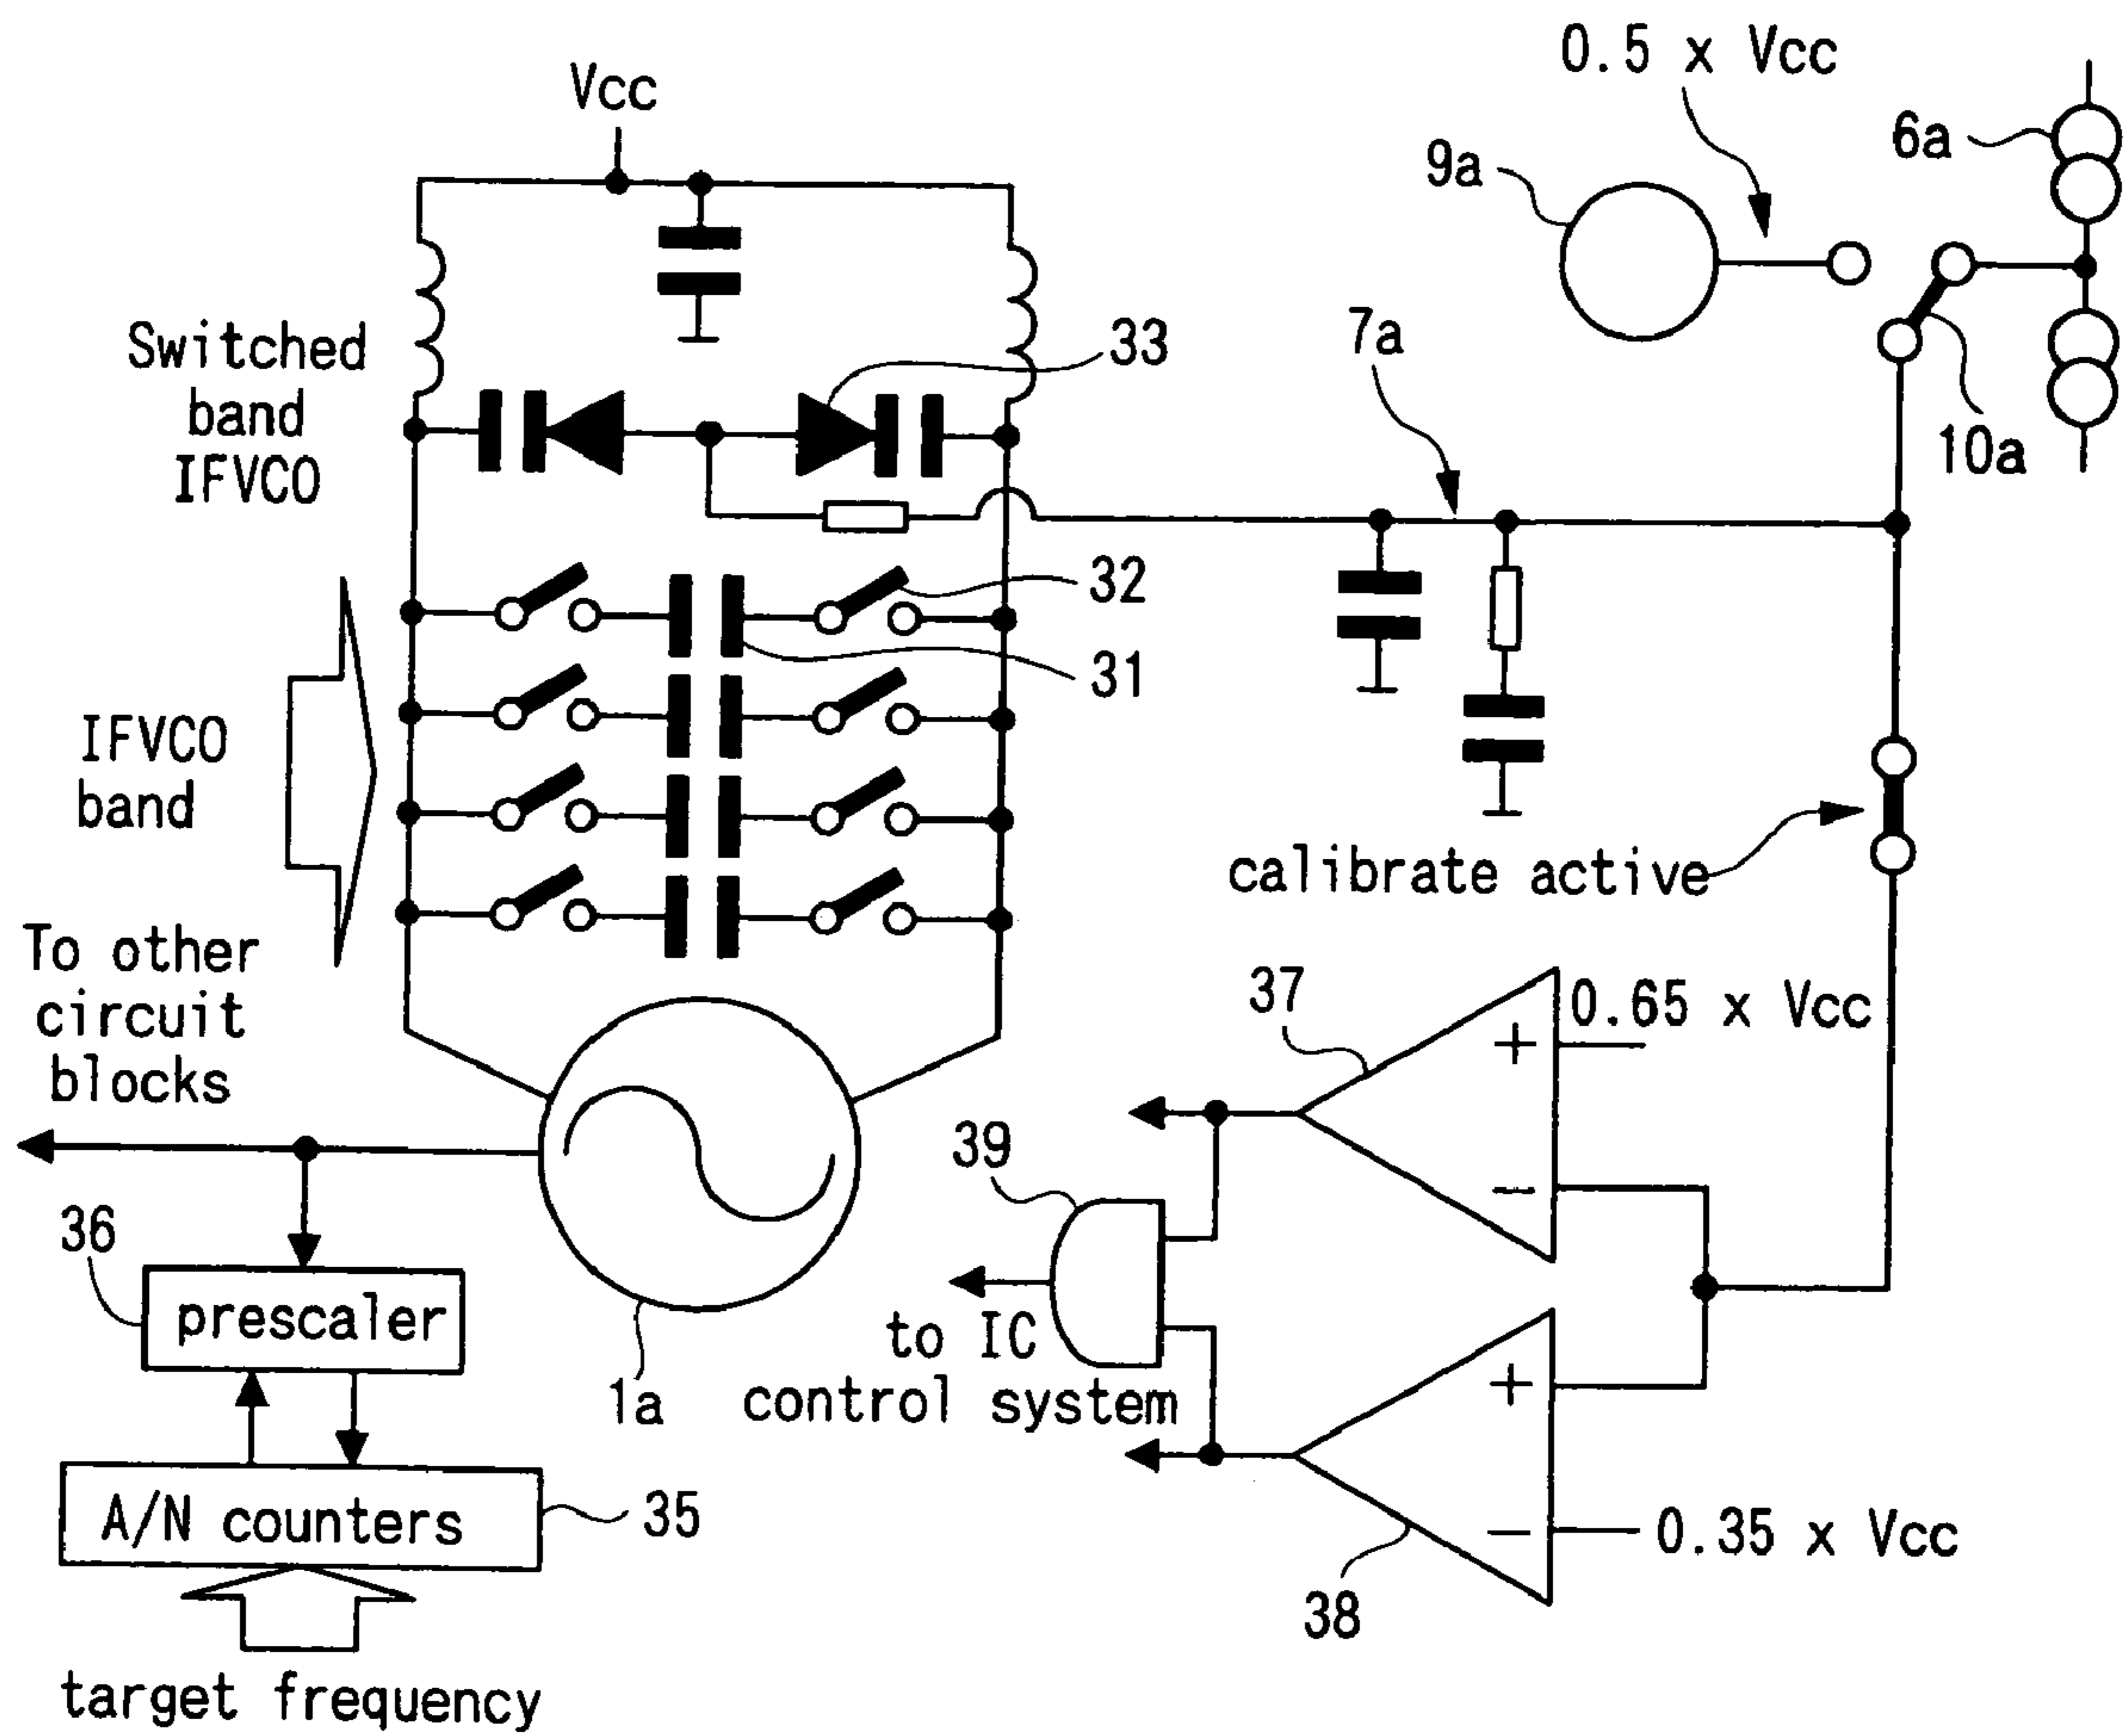 0.5 x Vcc
Vcc
6a
9a
Switched
band
IFVCO
33
7a
10a
32
31
IFVCO
band
calibrate active
To other
circuit
blocks
37
0.65 x Vcc
+
−
39
36
prescaler
to IC
control system
1a
+
A/N counters
35
−
0.35 x Vcc
38
target frequency